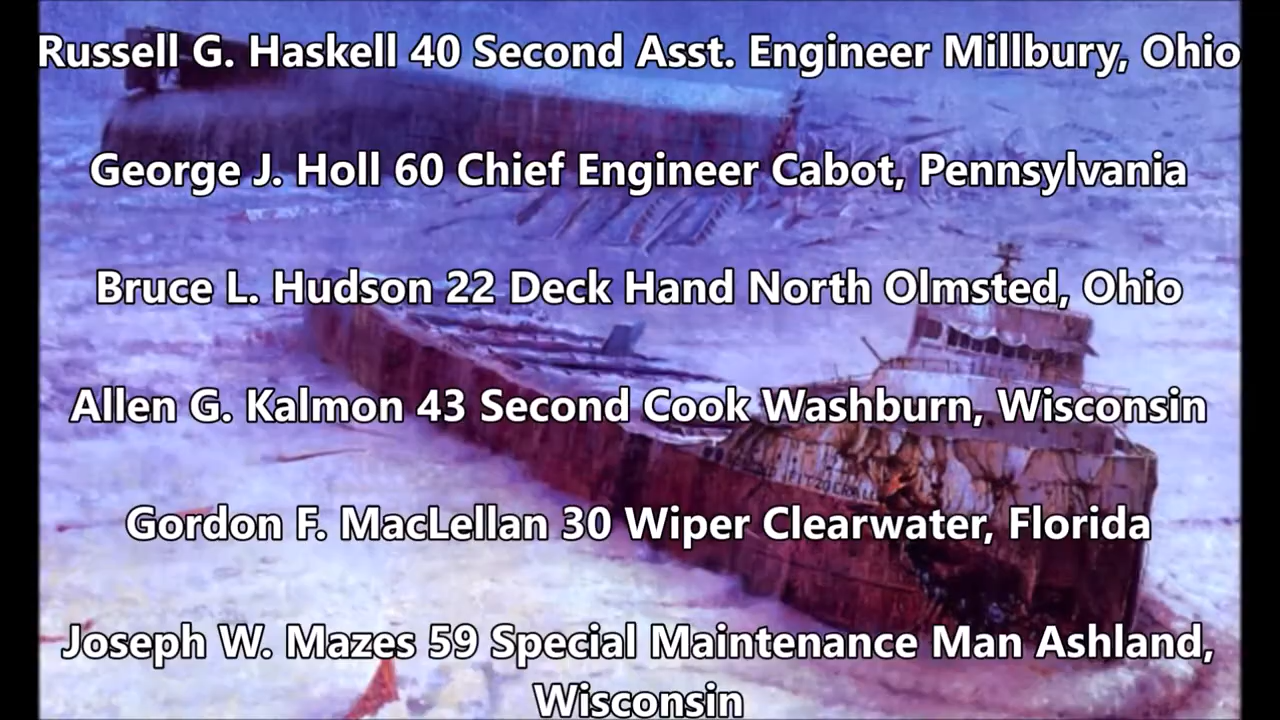 Russell G. Haskell 40 Second Asst. Engineer Millbury, Ohio
George J. Holl 60 Chief Engineer Cabot, Pennsylvania
Bruce L. Hudson 22 Deck Hand North Olmsted, Ohio
Allen G. Kalmon 43 Second Cook Washburn, Wisconsin
Gordon F. MacLellan 30 Wiper Clearwater, Florida
Joseph W. Mazes 59 Special Maintenance Man Ashland,
Wisconsin